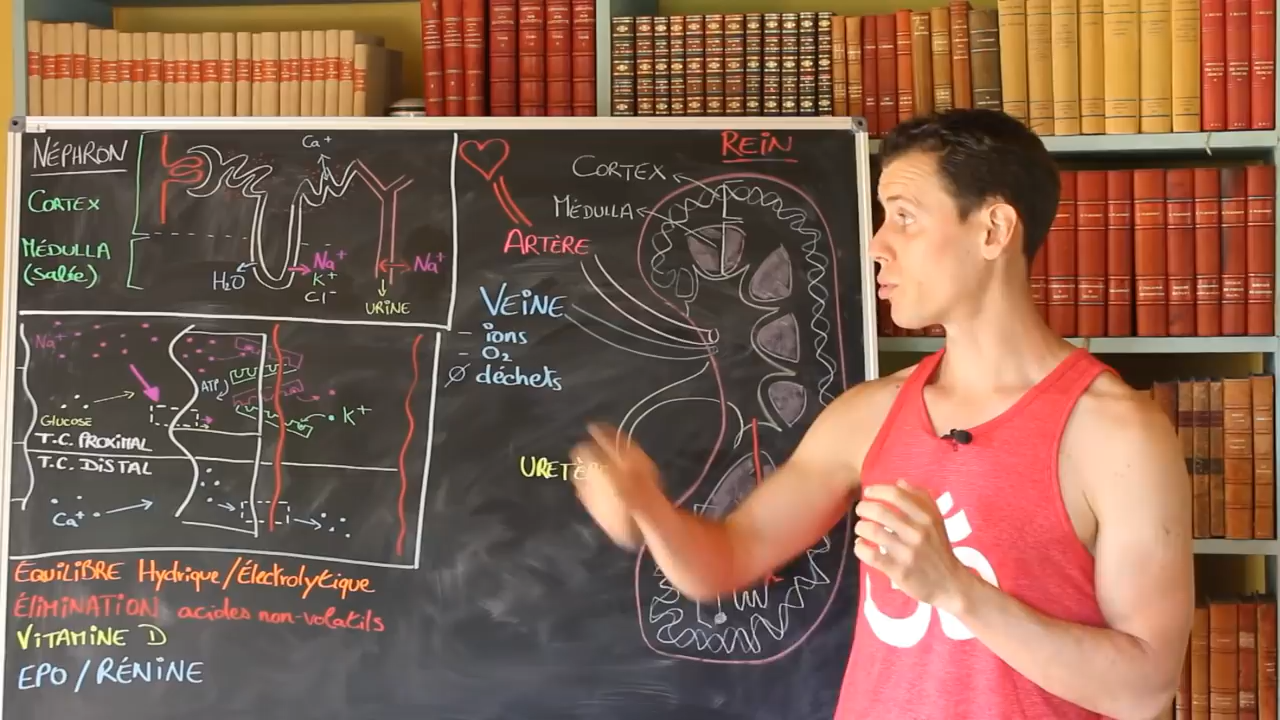 NÉPHRON
CORTEX
MÉDULLA
(salée)
Ca+
H2O
Na+
K+
Cl-
Na+
URINE
Na+
ATP
K+
GLUCOSE
T.C. PROXIMAL
T.C. DISTAL
Ca+
ÉQUILIBRE Hydrique/Électrolytique
ÉLIMINATION acides non-volatils
VITAMINE D
EPO / RÉNINE
REIN
CORTEX
MÉDULLA
ARTÈRE
VEINE
- ions
- O2
Ø déchets